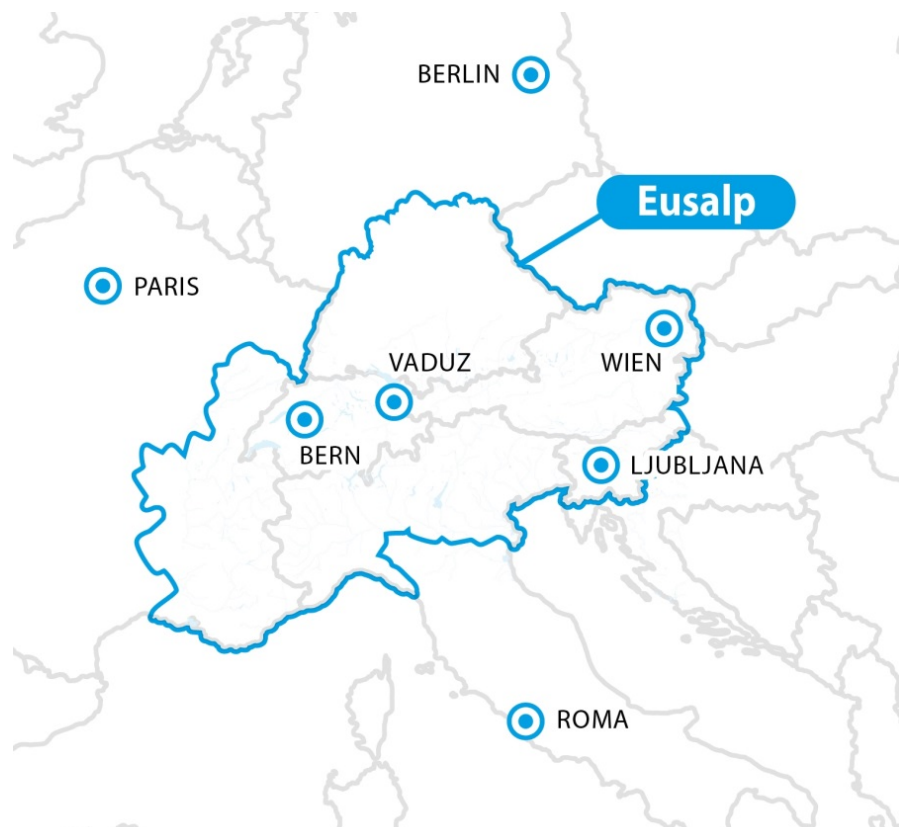 BERLIN
Eusalp
PARIS
WIEN
VADUZ
BERN
LJUBLJANA
ROMA